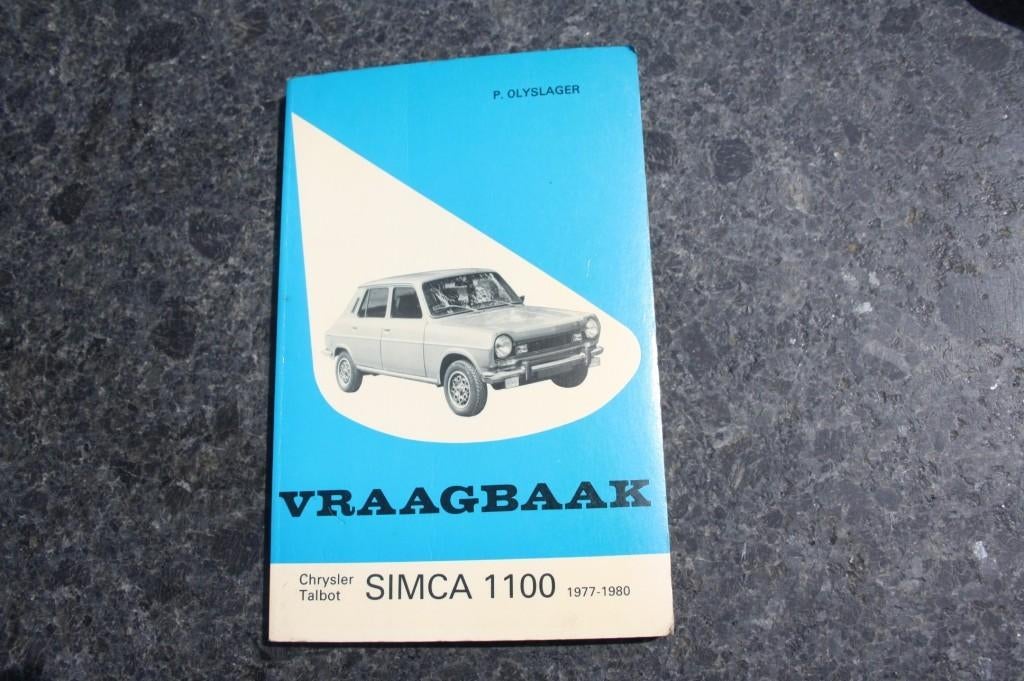 P. OLYSLAGER
VRAAGBAAK
Chrysler
Talbot
SIMCA 1100 1977-1980